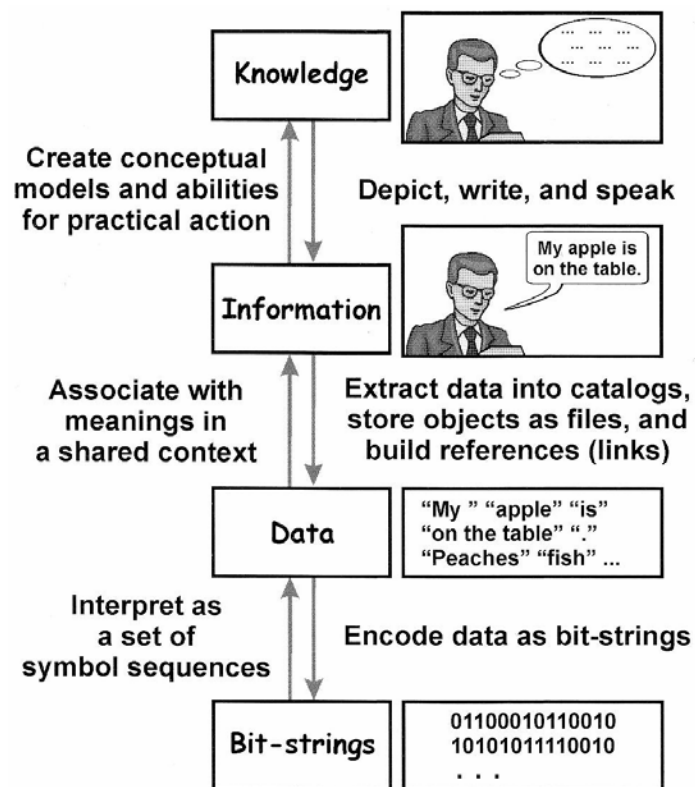 ... ... ...
... ... ...
... ... ...
Knowledge
Create conceptual
models and abilities
for practical action
Depict, write, and speak
My apple is
on the table.
Information
Associate with
meanings in
a shared context
Extract data into catalogs,
store objects as files, and
build references (links)
Data
“My ” “apple” “is”
“on the table” “.”
“Peaches” “fish” ...
Interpret as
a set of
symbol sequences
Encode data as bit-strings
Bit-strings
01100010110010
10101011110010
. . .